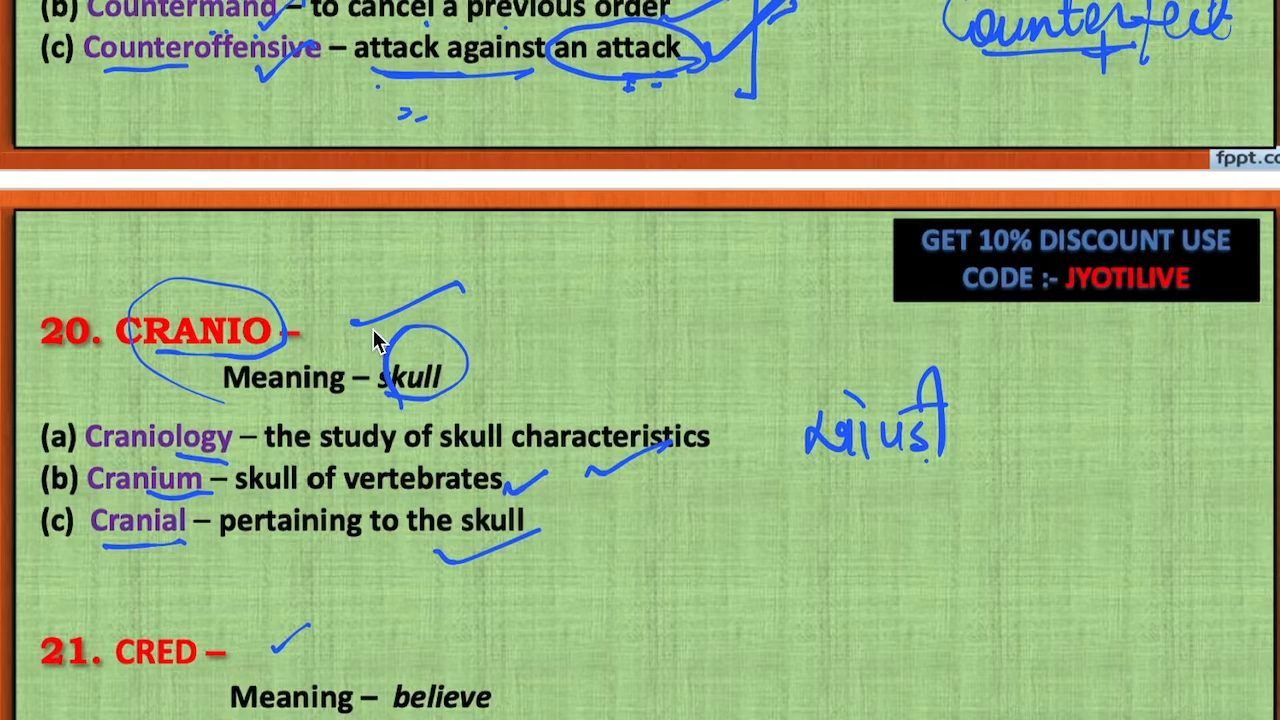 (b) Countermand – to cancel a previous order
(c) Counteroffensive – attack against an attack
Counterfeit
fppt.co
GET 10% DISCOUNT USE
CODE :- JYOTILIVE
20. CRANIO –
Meaning – skull
(a) Craniology – the study of skull characteristics
(b) Cranium – skull of vertebrates
(c) Cranial – pertaining to the skull
21. CRED –
Meaning – believe